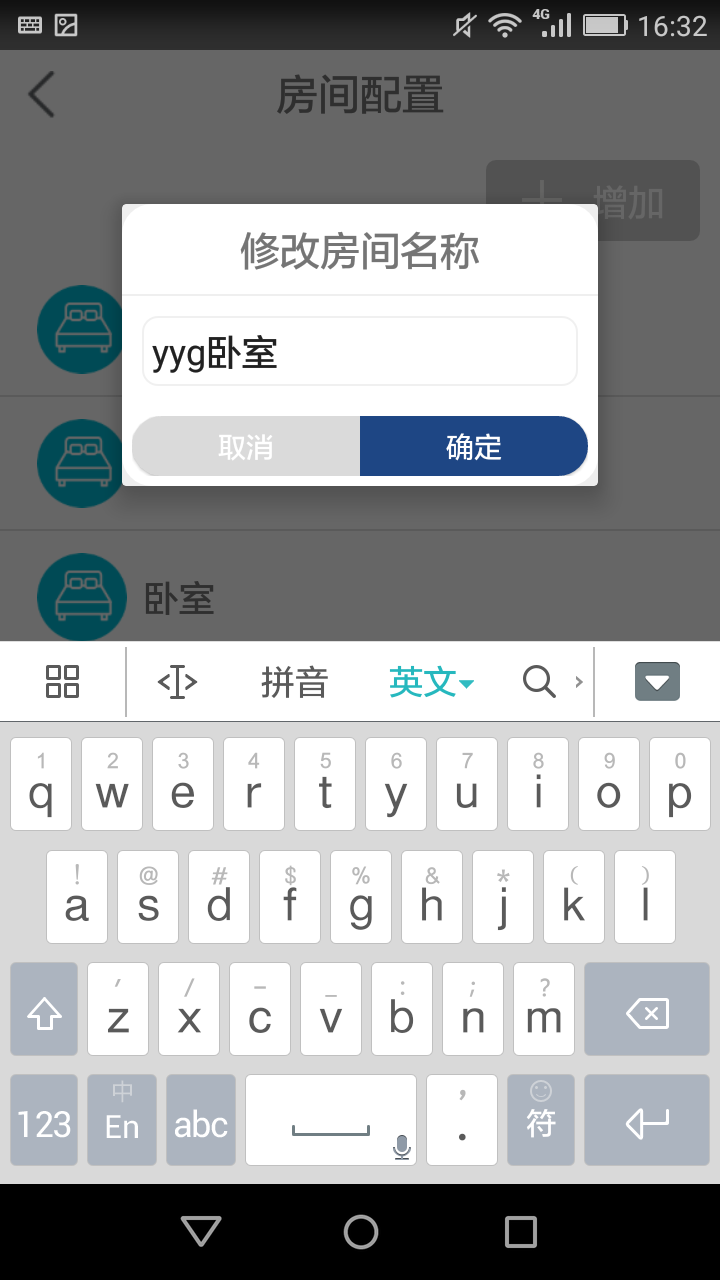 4G 16:32
房间配置
增加
修改房间名称
yyg卧室
取消 确定
卧室
拼音 英文
1 2 3 4 5 6 7 8 9 0
q w e r t y u i o p
! @ # $ % & * ( )
a s d f g h j k l
' / - _ : ; ?
z x c v b n m
中 ,
123 En abc . 符